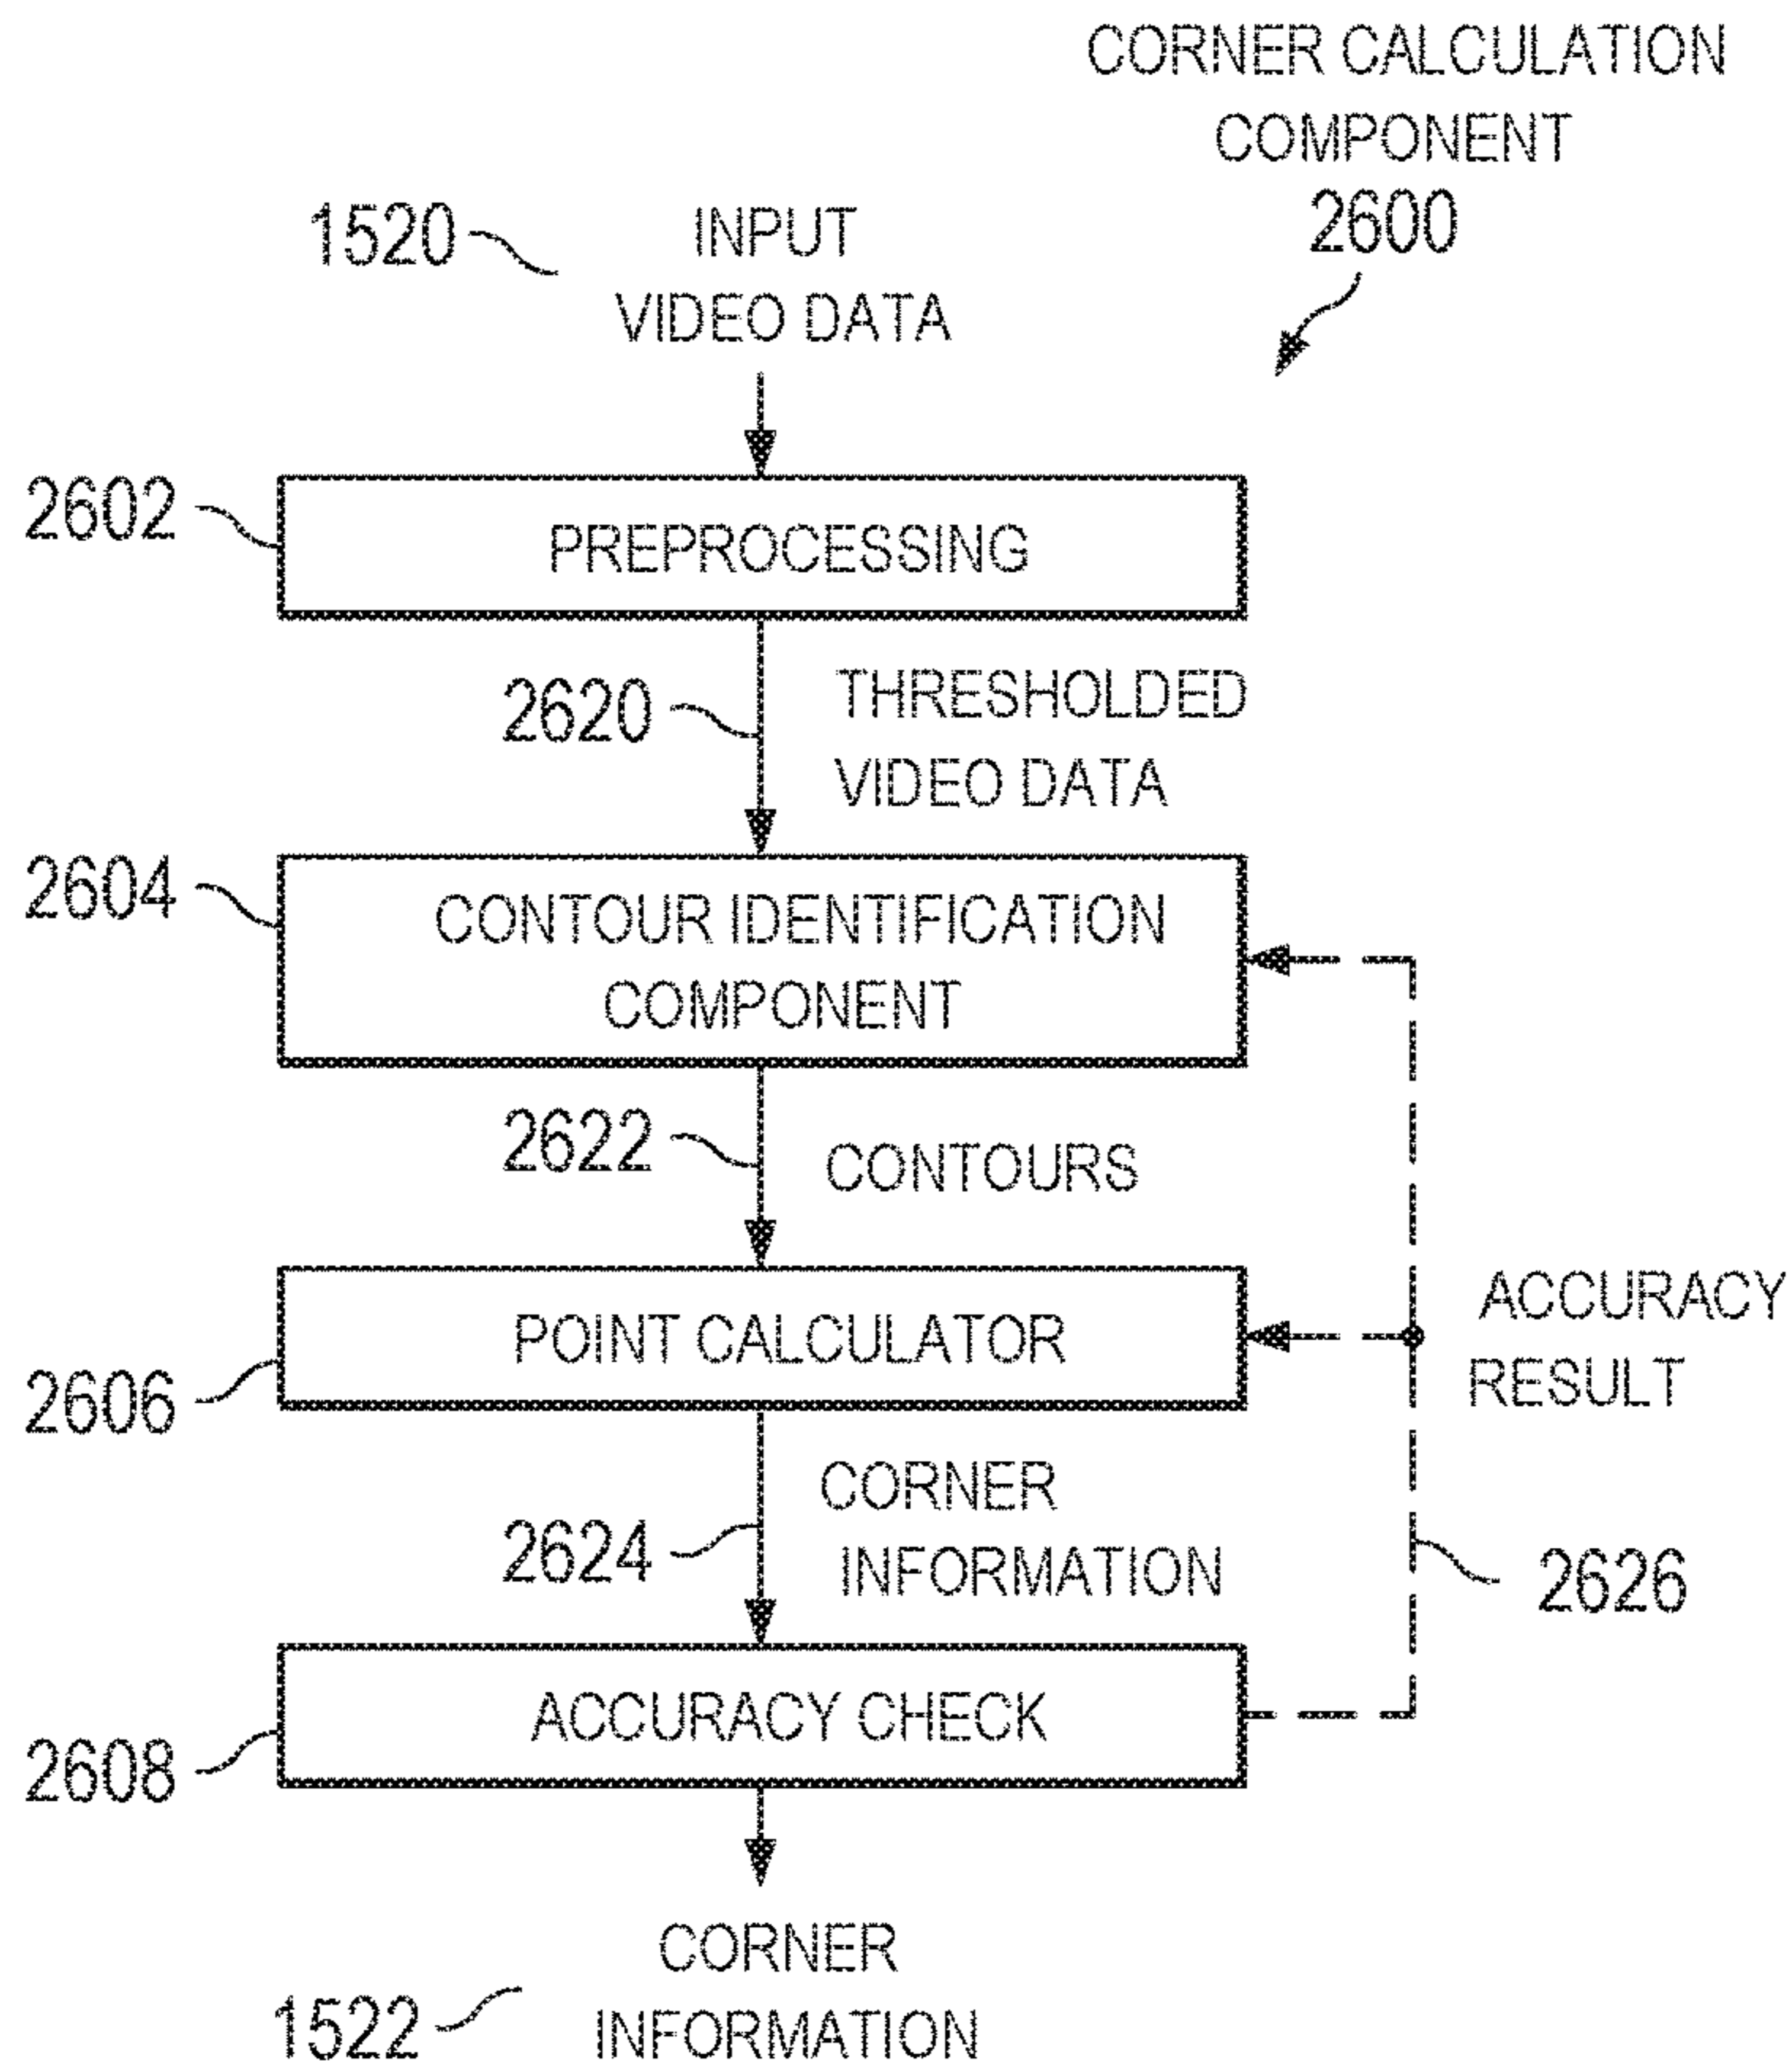 CORNER CALCULATION
COMPONENT
2600
1520
INPUT
VIDEO DATA
2602
PREPROCESSING
2620
THRESHOLDED
VIDEO DATA
2604
CONTOUR IDENTIFICATION
COMPONENT
2622
CONTOURS
2606
POINT CALCULATOR
ACCURACY
RESULT
2624
CORNER
INFORMATION
2626
2608
ACCURACY CHECK
1522
CORNER
INFORMATION